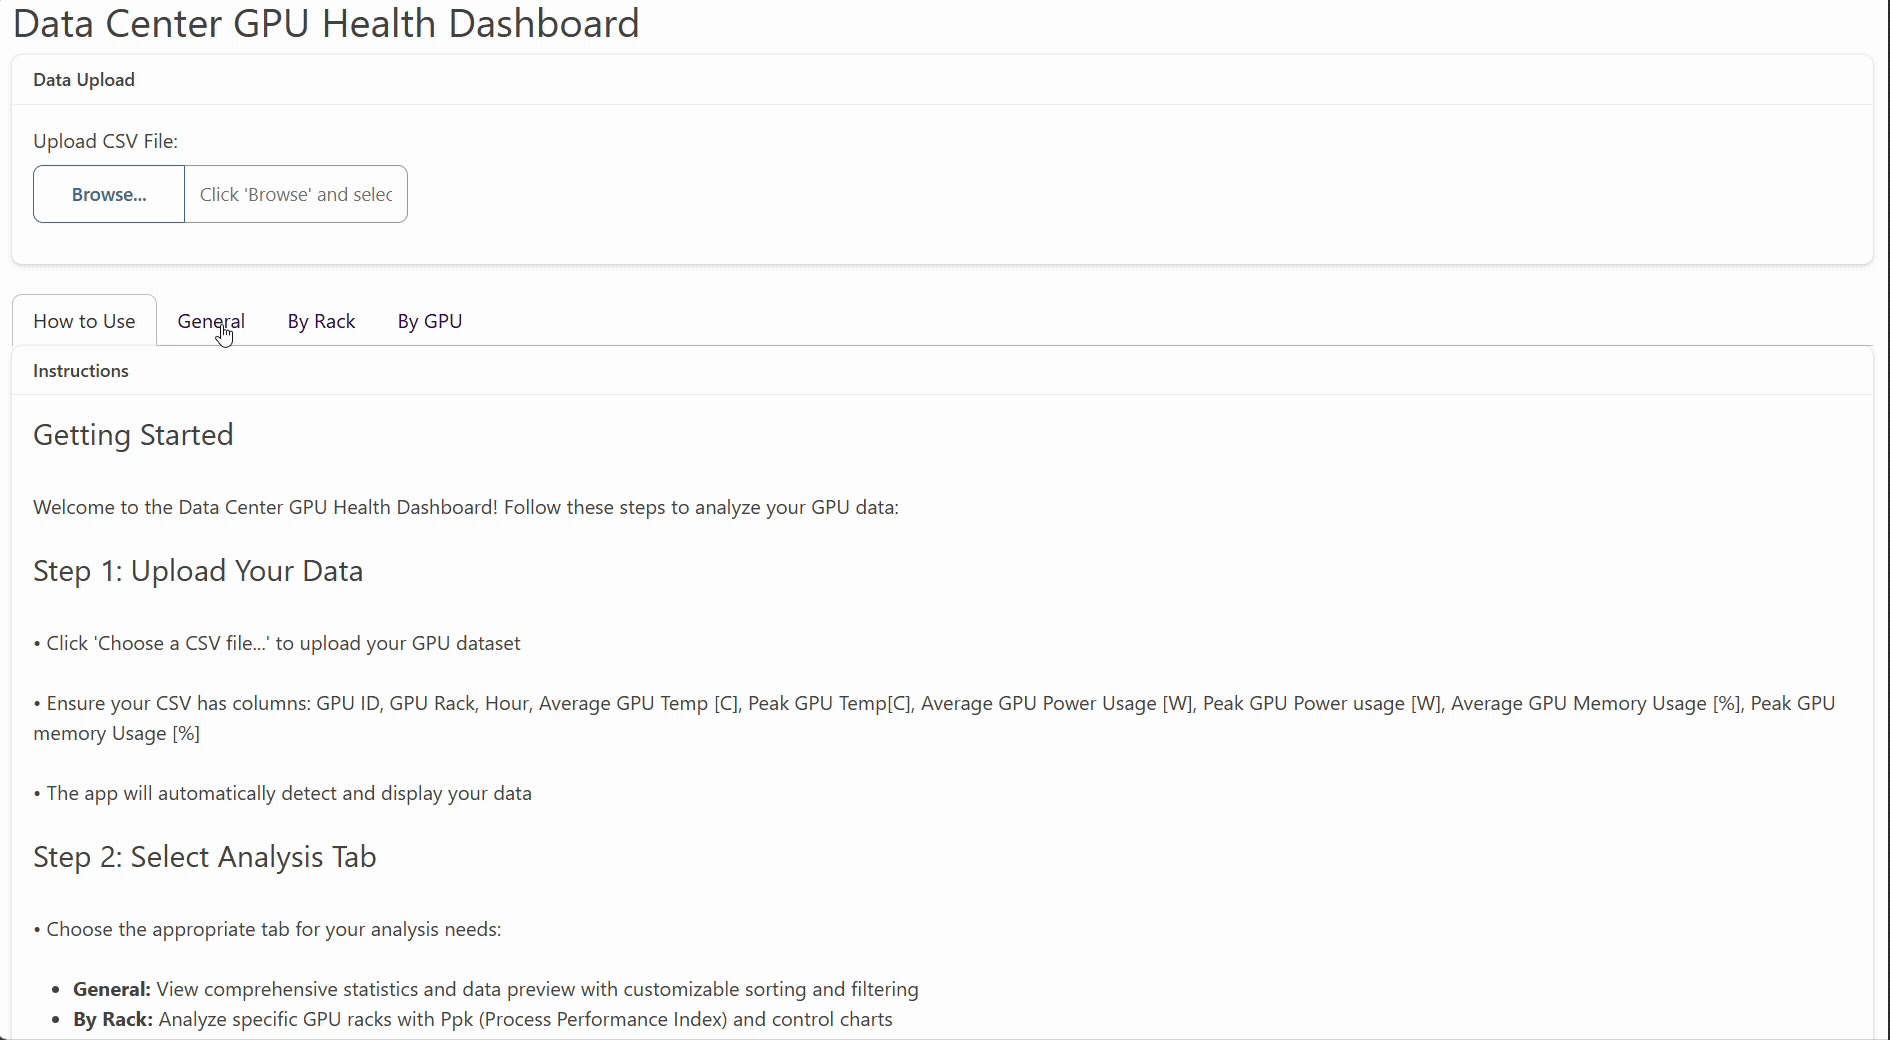 Data Center GPU Health Dashboard
Data Upload
Upload CSV File:
Browse...
Click 'Browse' and selec
How to Use
General
By Rack
By GPU
Instructions
Getting Started
Welcome to the Data Center GPU Health Dashboard! Follow these steps to analyze your GPU data:
Step 1: Upload Your Data
• Click 'Choose a CSV file...' to upload your GPU dataset
• Ensure your CSV has columns: GPU ID, GPU Rack, Hour, Average GPU Temp [C], Peak GPU Temp[C], Average GPU Power Usage [W], Peak GPU Power usage [W], Average GPU Memory Usage [%], Peak GPU
memory Usage [%]
• The app will automatically detect and display your data
Step 2: Select Analysis Tab
• Choose the appropriate tab for your analysis needs:
• General: View comprehensive statistics and data preview with customizable sorting and filtering
• By Rack: Analyze specific GPU racks with Ppk (Process Performance Index) and control charts